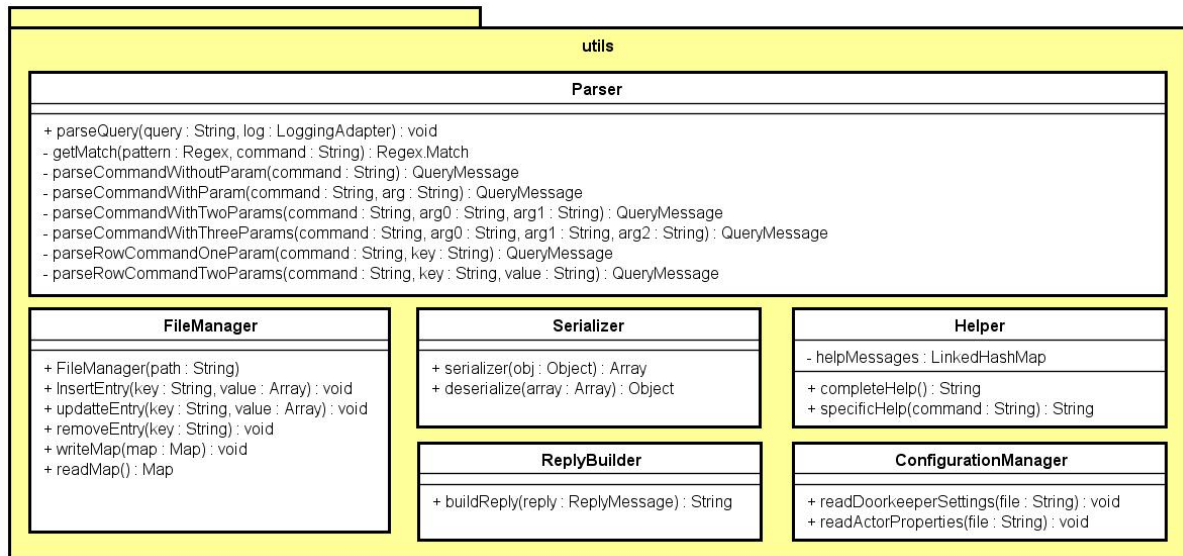 utils
Parser
+ parseQuery(query : String, log : LoggingAdapter) : void
- getMatch(pattern : Regex, command : String) : Regex.Match
- parseCommandWithoutParam(command : String) : QueryMessage
- parseCommandWithParam(command : String, arg : String) : QueryMessage
- parseCommandWithTwoParams(command : String, arg0 : String, arg1 : String) : QueryMessage
- parseCommandWithThreeParams(command : String, arg0 : String, arg1 : String, arg2 : String) : QueryMessage
- parseRowCommandOneParam(command : String, key : String) : QueryMessage
- parseRowCommandTwoParams(command : String, key : String, value : String) : QueryMessage
FileManager
+ FileManager(path : String)
+ InsertEntry(key : String, value : Array) : void
+ updatteEntry(key : String, value : Array) : void
+ removeEntry(key : String) : void
+ writeMap(map : Map) : void
+ readMap() : Map
Serializer
+ serializer(obj : Object) : Array
+ deserialize(array : Array) : Object
Helper
- helpMessages : LinkedHashMap
+ completeHelp() : String
+ specificHelp(command : String) : String
ReplyBuilder
+ buildReply(reply : ReplyMessage) : String
ConfigurationManager
+ readDoorkeeperSettings(file : String) : void
+ readActorProperties(file : String) : void